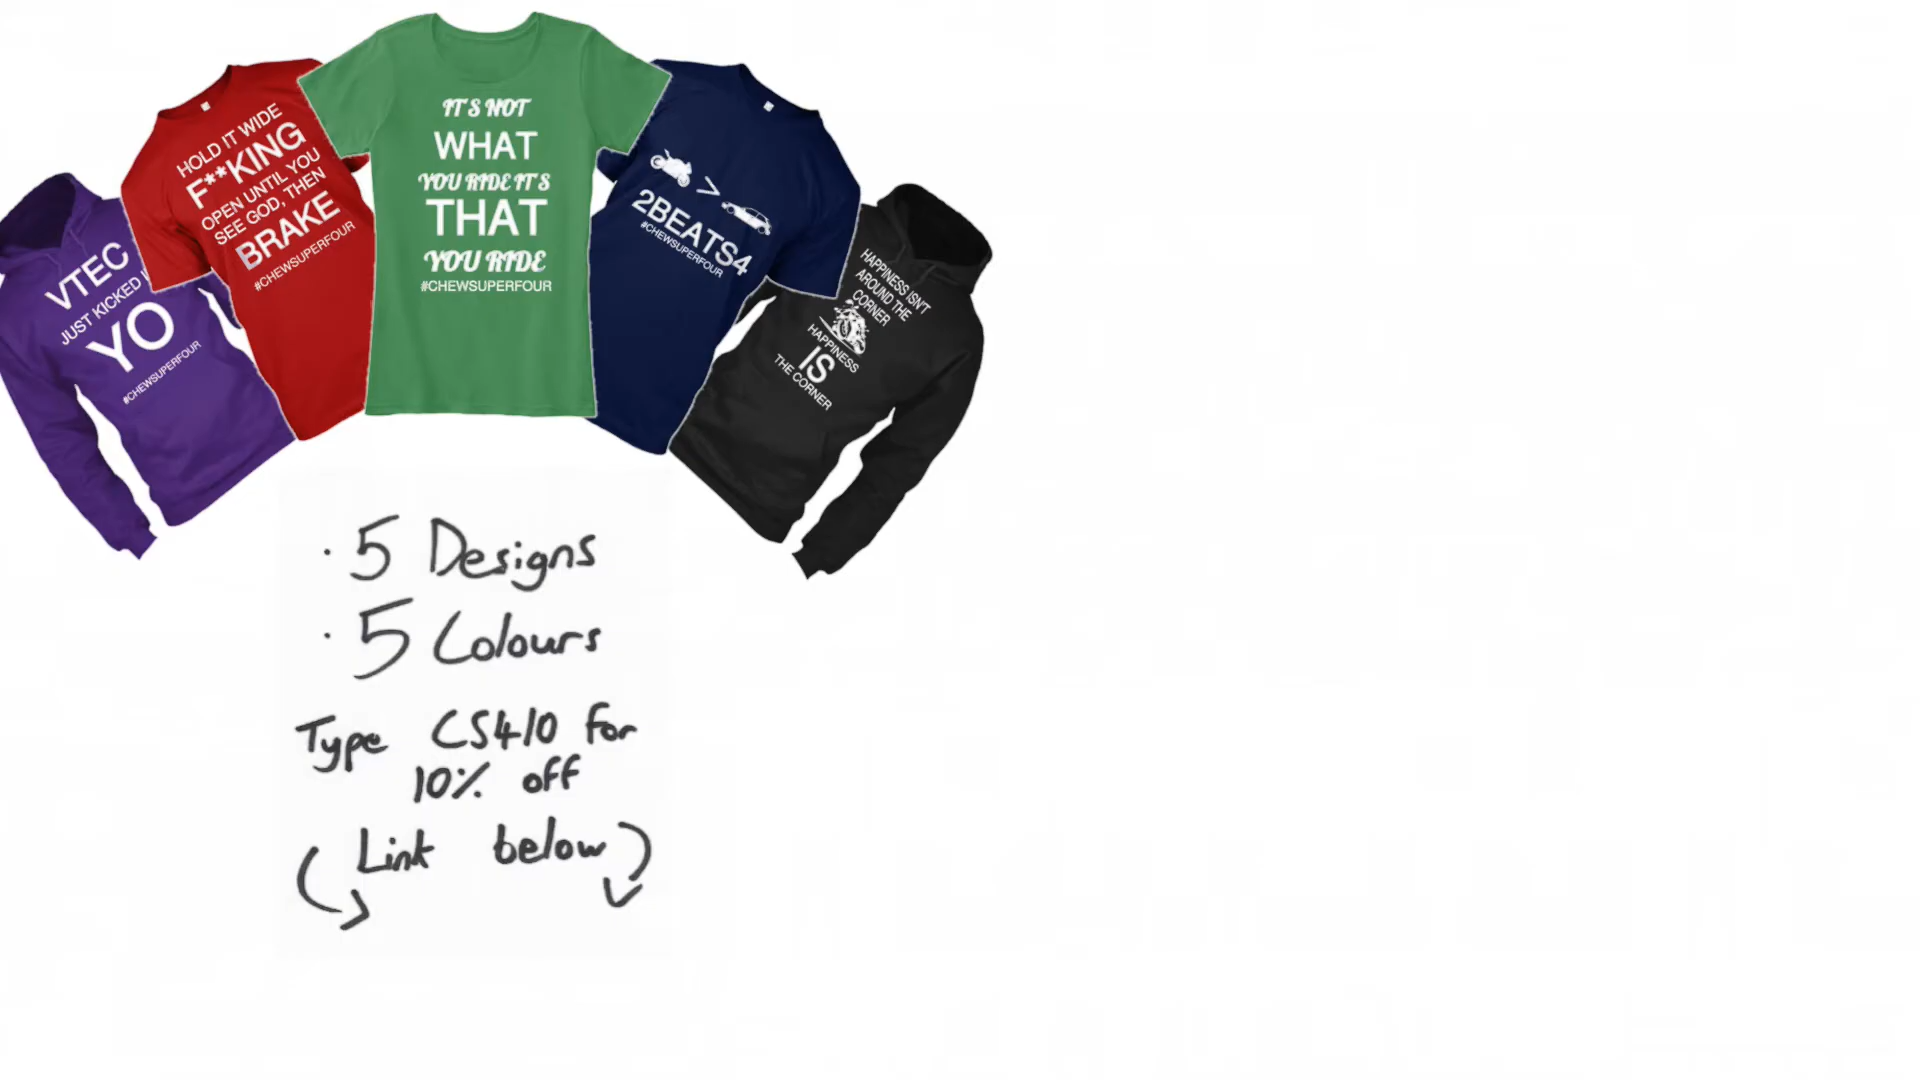 VTEC
JUST KICKED
YO
#CHEWSUPERFOUR
HOLD IT WIDE
F**KING
OPEN UNTIL YOU
SEE GOD, THEN
BRAKE
#CHEWSUPERFOUR
IT'S NOT
WHAT
YOU RIDE IT'S
THAT
YOU RIDE
#CHEWSUPERFOUR
>
2BEATS4
#CHEWSUPERFOUR
HAPPINESS ISN'T
AROUND THE
CORNER
HAPPINESS
IS
THE CORNER
· 5 Designs
· 5 Colours
Type CS410 for
10% off
(Link below)